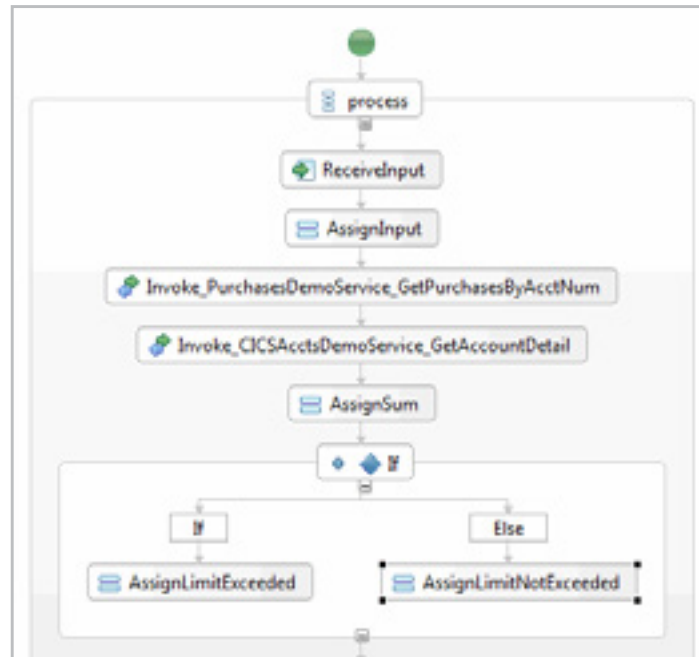 process
ReceiveInput
AssignInput
Invoke_PurchasesDemoService_GetPurchasesByAcctNum
Invoke_CICSAcctsDemoService_GetAccountDetail
AssignSum
If
If
Else
AssignLimitExceeded
AssignLimitNotExceeded